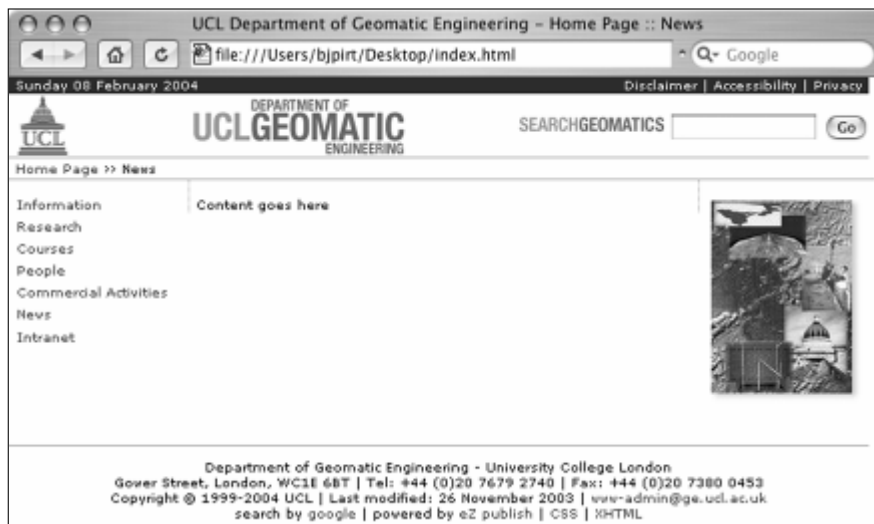 UCL Department of Geomatic Engineering – Home Page :: News
file:///Users/bjpirt/Desktop/index.html
Google
Sunday 08 February 2004
Disclaimer | Accessibility | Privacy
UCL
DEPARTMENT OF
UCLGEOMATIC
ENGINEERING
SEARCHGEOMATICS
Go
Home Page >> News
Information
Research
Courses
People
Commercial Activities
News
Intranet
Content goes here
Department of Geomatic Engineering - University College London
Gower Street, London, WC1E 6BT | Tel: +44 (0)20 7679 2740 | Fax: +44 (0)20 7380 0453
Copyright © 1999-2004 UCL | Last modified: 26 November 2003 | www-admin@ge.ucl.ac.uk
search by google | powered by eZ publish | CSS | XHTML